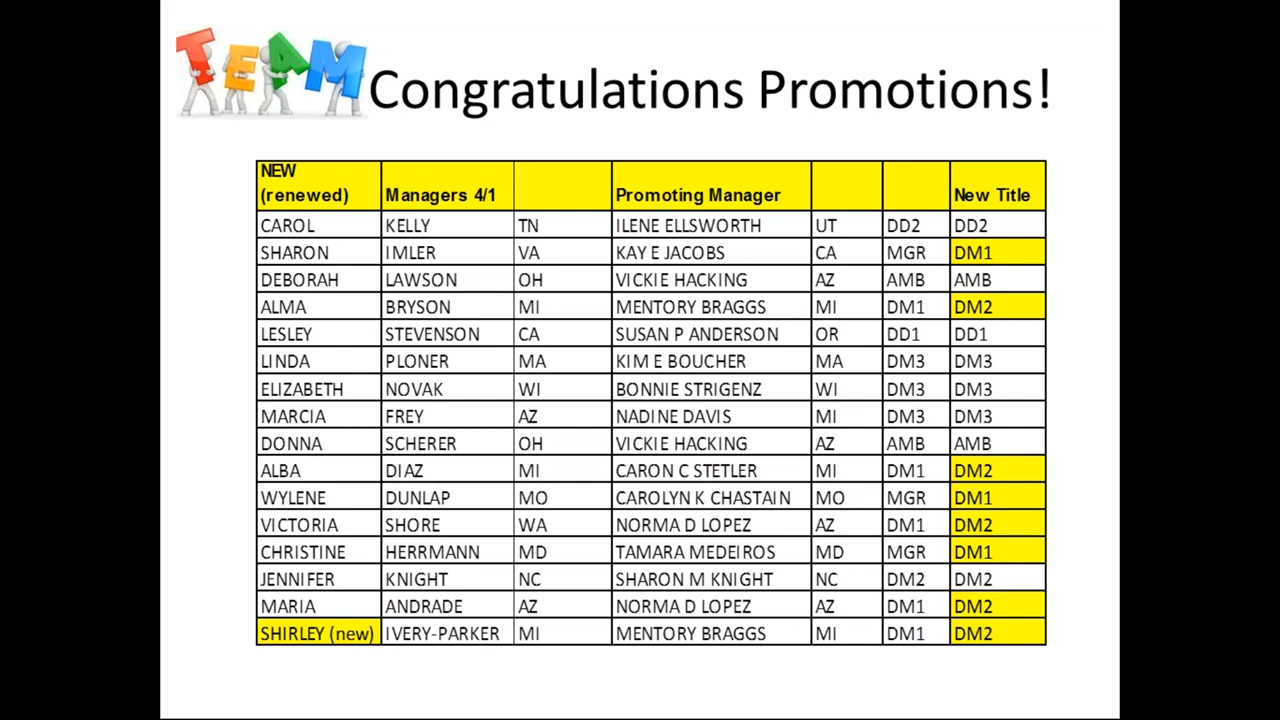 TEAM Congratulations Promotions!
NEW
(renewed) Managers 4/1 Promoting Manager New Title
CAROL KELLY TN ILENE ELLSWORTH UT DD2 DD2
SHARON IMLER VA KAY E JACOBS CA MGR DM1
DEBORAH LAWSON OH VICKIE HACKING AZ AMB AMB
ALMA BRYSON MI MENTORY BRAGGS MI DM1 DM2
LESLEY STEVENSON CA SUSAN P ANDERSON OR DD1 DD1
LINDA PLONER MA KIM E BOUCHER MA DM3 DM3
ELIZABETH NOVAK WI BONNIE STRIGENZ WI DM3 DM3
MARCIA FREY AZ NADINE DAVIS MI DM3 DM3
DONNA SCHERER OH VICKIE HACKING AZ AMB AMB
ALBA DIAZ MI CARON C STETLER MI DM1 DM2
WYLENE DUNLAP MO CAROLYN K CHASTAIN MO MGR DM1
VICTORIA SHORE WA NORMA D LOPEZ AZ DM1 DM2
CHRISTINE HERRMANN MD TAMARA MEDEIROS MD MGR DM1
JENNIFER KNIGHT NC SHARON M KNIGHT NC DM2 DM2
MARIA ANDRADE AZ NORMA D LOPEZ AZ DM1 DM2
SHIRLEY (new) IVERY-PARKER MI MENTORY BRAGGS MI DM1 DM2